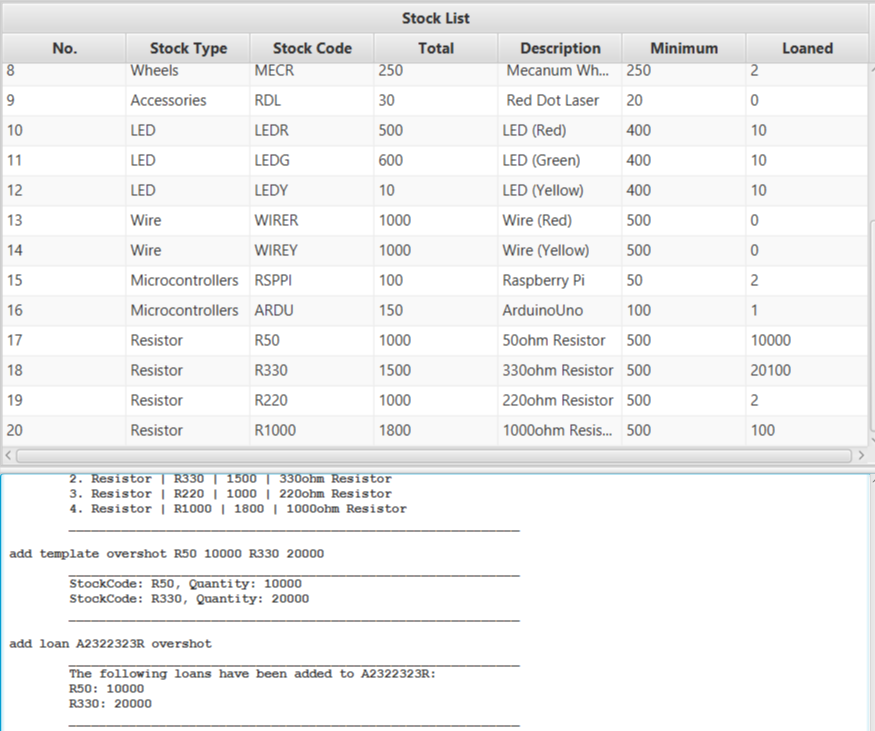 Stock List
No. Stock Type Stock Code Total Description Minimum Loaned
8 Wheels MECR 250 Mecanum Wh... 250 2
9 Accessories RDL 30 Red Dot Laser 20 0
10 LED LEDR 500 LED (Red) 400 10
11 LED LEDG 600 LED (Green) 400 10
12 LED LEDY 10 LED (Yellow) 400 10
13 Wire WIRER 1000 Wire (Red) 500 0
14 Wire WIREY 1000 Wire (Yellow) 500 0
15 Microcontrollers RSPPI 100 Raspberry Pi 50 2
16 Microcontrollers ARDU 150 ArduinoUno 100 1
17 Resistor R50 1000 50ohm Resistor 500 10000
18 Resistor R330 1500 330ohm Resistor 500 20100
19 Resistor R220 1000 220ohm Resistor 500 2
20 Resistor R1000 1800 1000ohm Resis... 500 100
2. Resistor | R330 | 1500 | 330ohm Resistor
3. Resistor | R220 | 1000 | 220ohm Resistor
4. Resistor | R1000 | 1800 | 1000ohm Resistor
add template overshot R50 10000 R330 20000
StockCode: R50, Quantity: 10000
StockCode: R330, Quantity: 20000
add loan A2322323R overshot
The following loans have been added to A2322323R:
R50: 10000
R330: 20000